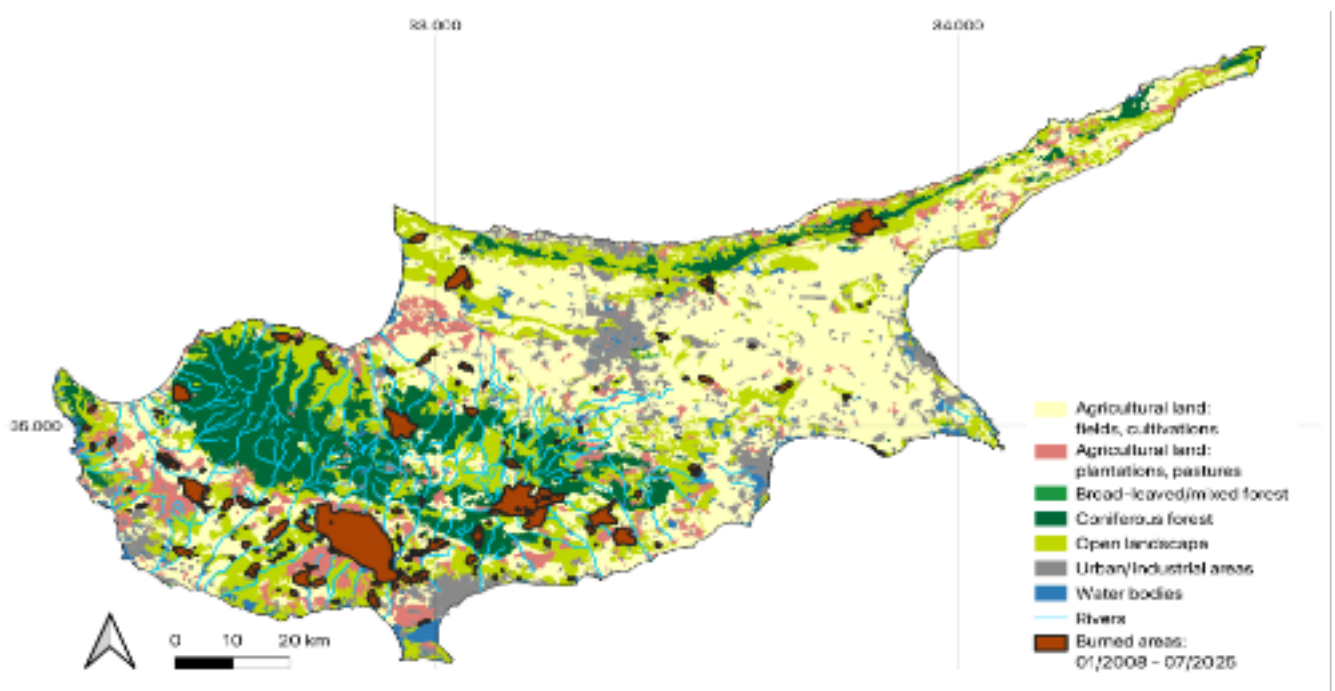 33.000
34.000
35.000
Agricultural land:
fields, cultivations
Agricultural land:
plantations, pastures
Broad-leaved/mixed forest
Coniferous forest
Open landscape
Urban/industrial areas
Water bodies
Rivers
Burned areas:
01/2008 – 07/2025
0 10 20 km